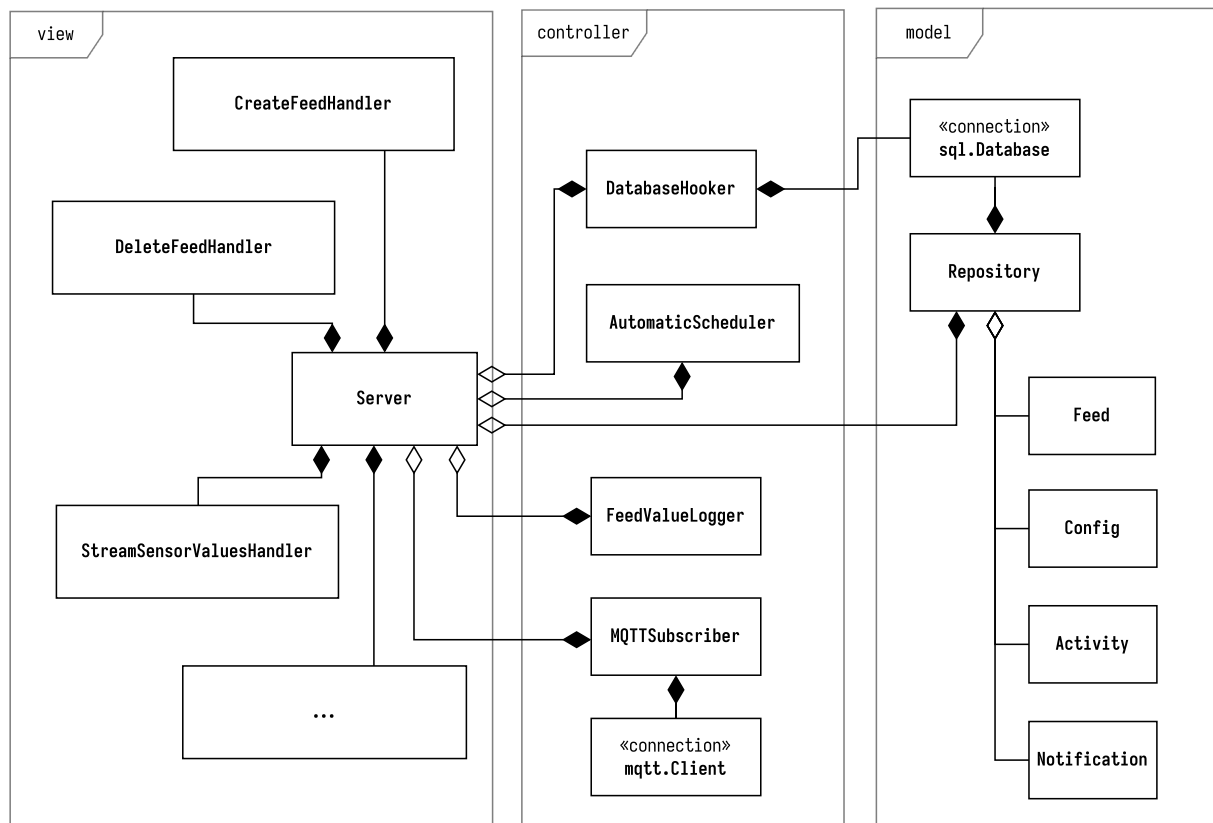 view
CreateFeedHandler
DeleteFeedHandler
Server
StreamSensorValuesHandler
...
controller
DatabaseHooker
AutomaticScheduler
FeedValueLogger
MQTTSubscriber
«connection»
mqtt.Client
model
«connection»
sql.Database
Repository
Feed
Config
Activity
Notification